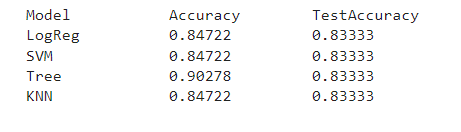 Model Accuracy TestAccuracy
LogReg 0.84722 0.83333
SVM 0.84722 0.83333
Tree 0.90278 0.83333
KNN 0.84722 0.83333